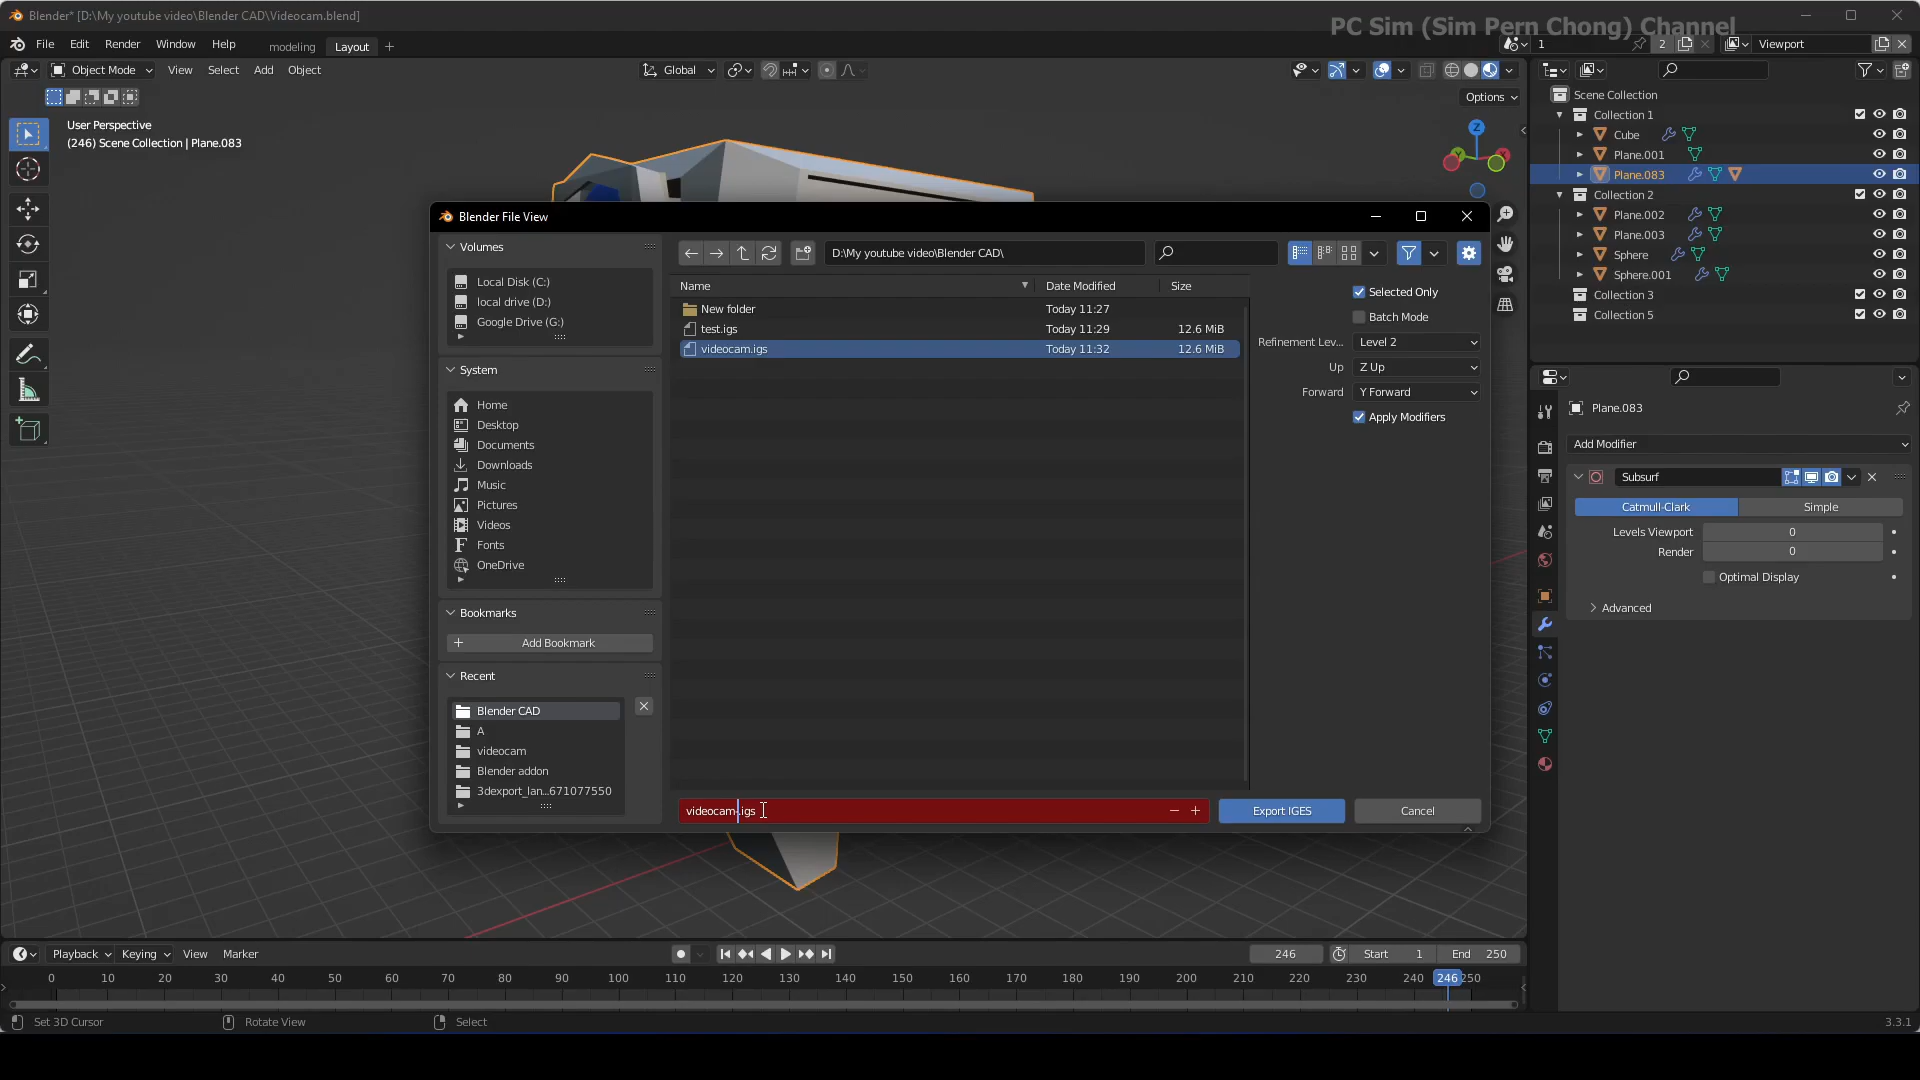 Blender* [D:\My youtube video\Blender CAD\Videocam.blend]
PC Sim (Sim Pern Chong) Channel
File Edit Render Window Help modeling Layout
1 2 Viewport
Object Mode View Select Add Object Global
Options
User Perspective
(246) Scene Collection | Plane.083
Z
Scene Collection
Collection 1
Cube
Plane.001
Plane.083
Collection 2
Plane.002
Plane.003
Sphere
Sphere.001
Collection 3
Collection 5
Blender File View
Volumes
Local Disk (C:)
local drive (D:)
Google Drive (G:)
System
Home
Desktop
Documents
Downloads
Music
Pictures
Videos
Fonts
OneDrive
Bookmarks
Add Bookmark
Recent
Blender CAD
A
videocam
Blender addon
3dexport_lan...671077550
D:\My youtube video\Blender CAD\
Name Date Modified Size
New folder Today 11:27
test.igs Today 11:29 12.6 MiB
videocam.igs Today 11:32 12.6 MiB
Selected Only
Batch Mode
Refinement Lev... Level 2
Up Z Up
Forward Y Forward
Apply Modifiers
videocam.igs
Export IGES Cancel
Plane.083
Add Modifier
Subsurf
Catmull-Clark Simple
Levels Viewport 0
Render 0
Optimal Display
Advanced
Playback Keying View Marker
246 Start 1 End 250
0 10 20 30 40 50 60 70 80 90 100 110 120 130 140 150 160 170 180 190 200 210 220 230 240 246 250
Set 3D Cursor Rotate View Select
3.3.1